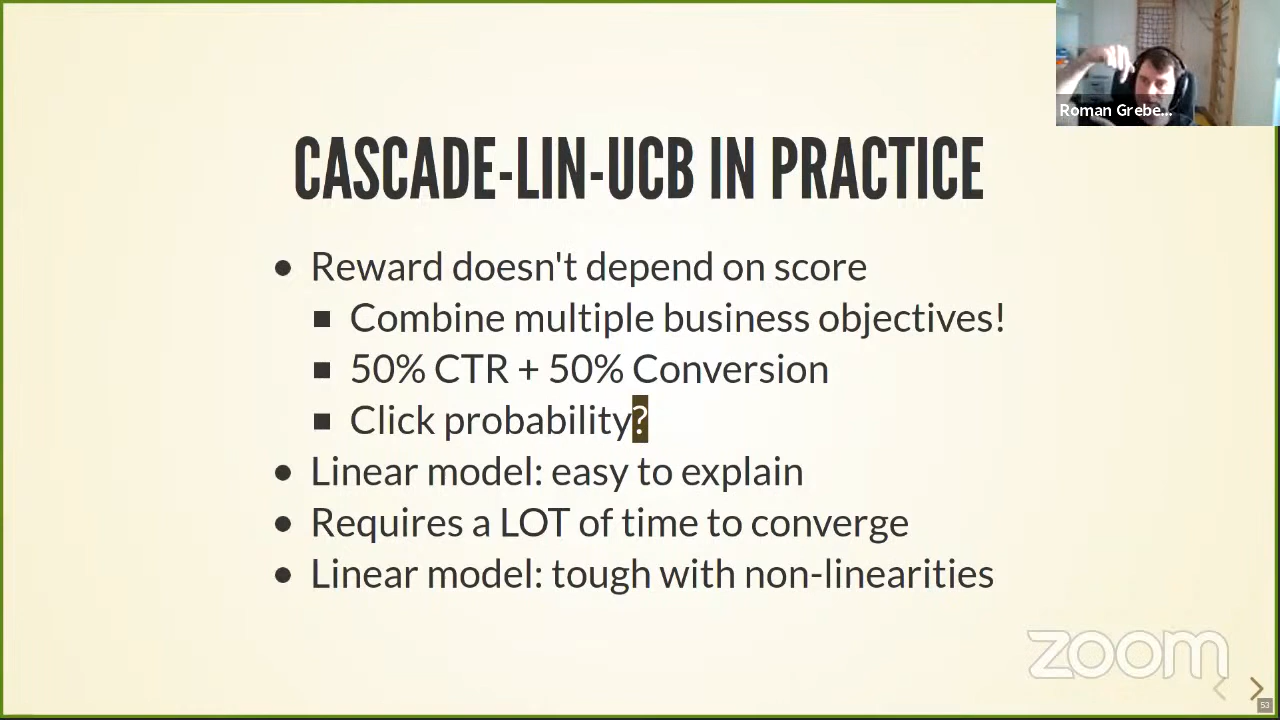 Roman Grebe...
CASCADE-LIN-UCB IN PRACTICE
Reward doesn't depend on score
Combine multiple business objectives!
50% CTR + 50% Conversion
Click probability?
Linear model: easy to explain
Requires a LOT of time to converge
Linear model: tough with non-linearities
zoom
53